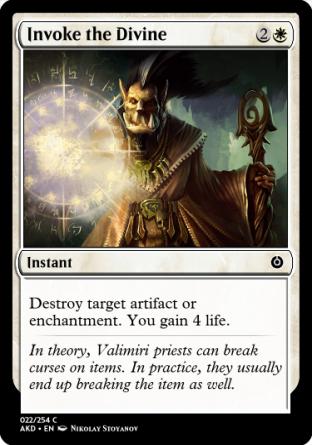 Invoke the Divine 2
Instant
Destroy target artifact or
enchantment. You gain 4 life.
In theory, Valimiri priests can break
curses on items. In practice, they usually
end up breaking the item as well.
022/254 C
AKD • EN Nikolay Stoyanov